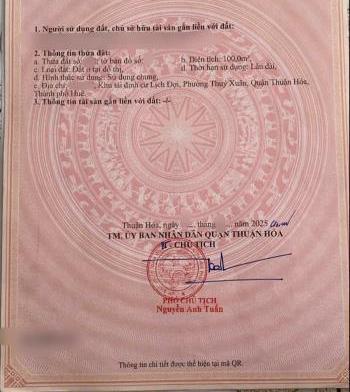 1. Người sử dụng đất, chủ sở hữu tài sản gắn liền với đất:
2. Thông tin thửa đất:
a. Thửa đất số: ; tờ bản đồ số: b. Diện tích: 100,0m²,
c. Loại đất: Đất ở tại đô thị, d. Thời hạn sử dụng: Lâu dài,
đ. Hình thức sử dụng: Sử dụng chung,
e. Địa chỉ: , Khu tái định cư Lịch Đợi, Phường Thuỷ Xuân, Quận Thuận Hóa,
Thành phố Huế.
3. Thông tin tài sản gắn liền với đất: -/-
Thuận Hóa, ngày ... tháng ... năm 2025
TM. ỦY BAN NHÂN DÂN QUẬN THUẬN HÓA
CHỦ TỊCH
PHÓ CHỦ TỊCH
Nguyễn Anh Tuấn
Thông tin chi tiết được thể hiện tại mã QR.